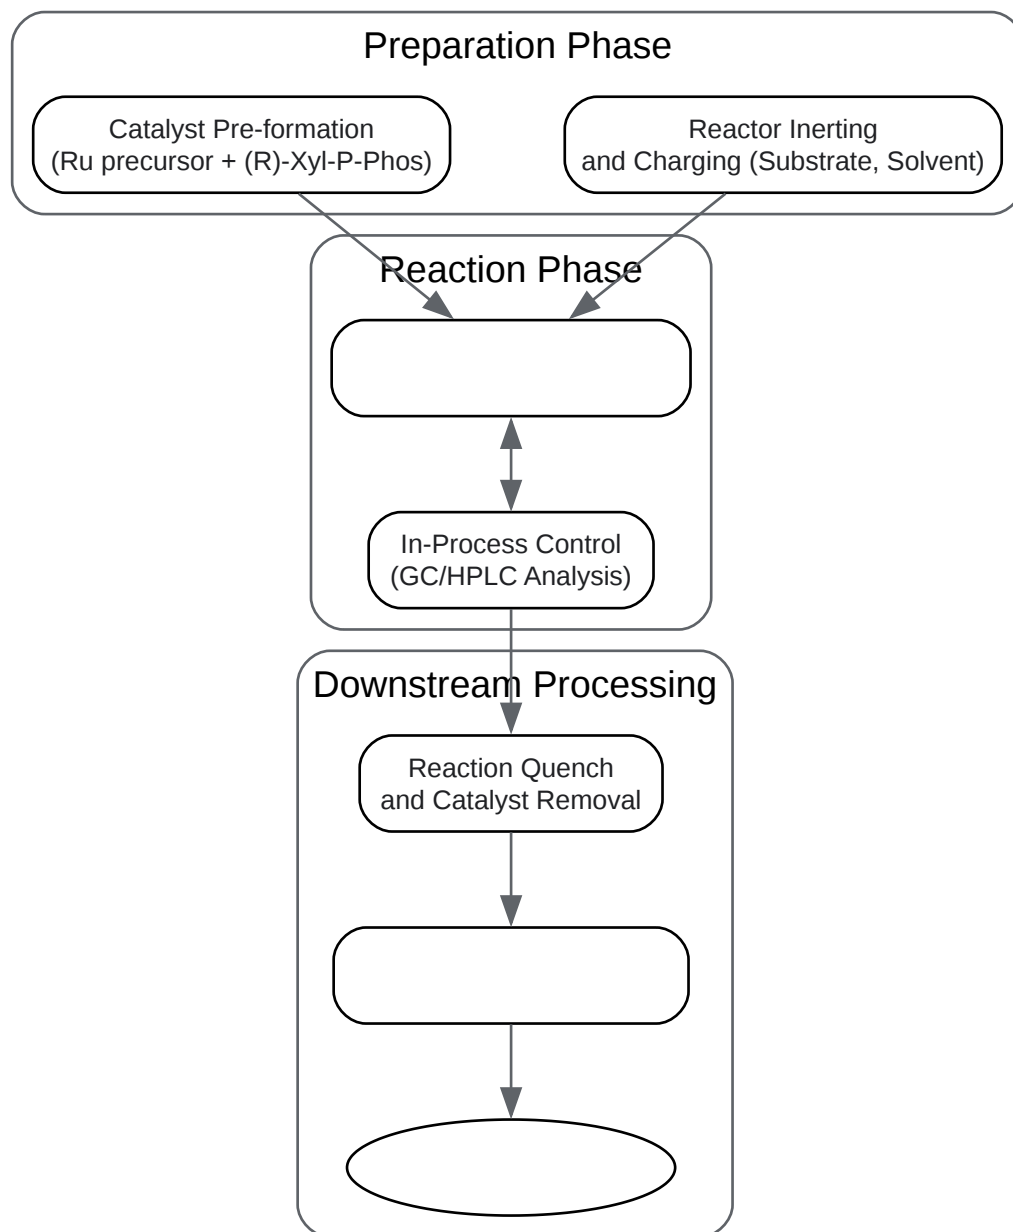 Preparation Phase
Catalyst Pre-formation
(Ru precursor + (R)-Xyl-P-Phos)
Reactor Inerting
and Charging (Substrate, Solvent)
Reaction Phase
In-Process Control
(GC/HPLC Analysis)
Downstream Processing
Reaction Quench
and Catalyst Removal